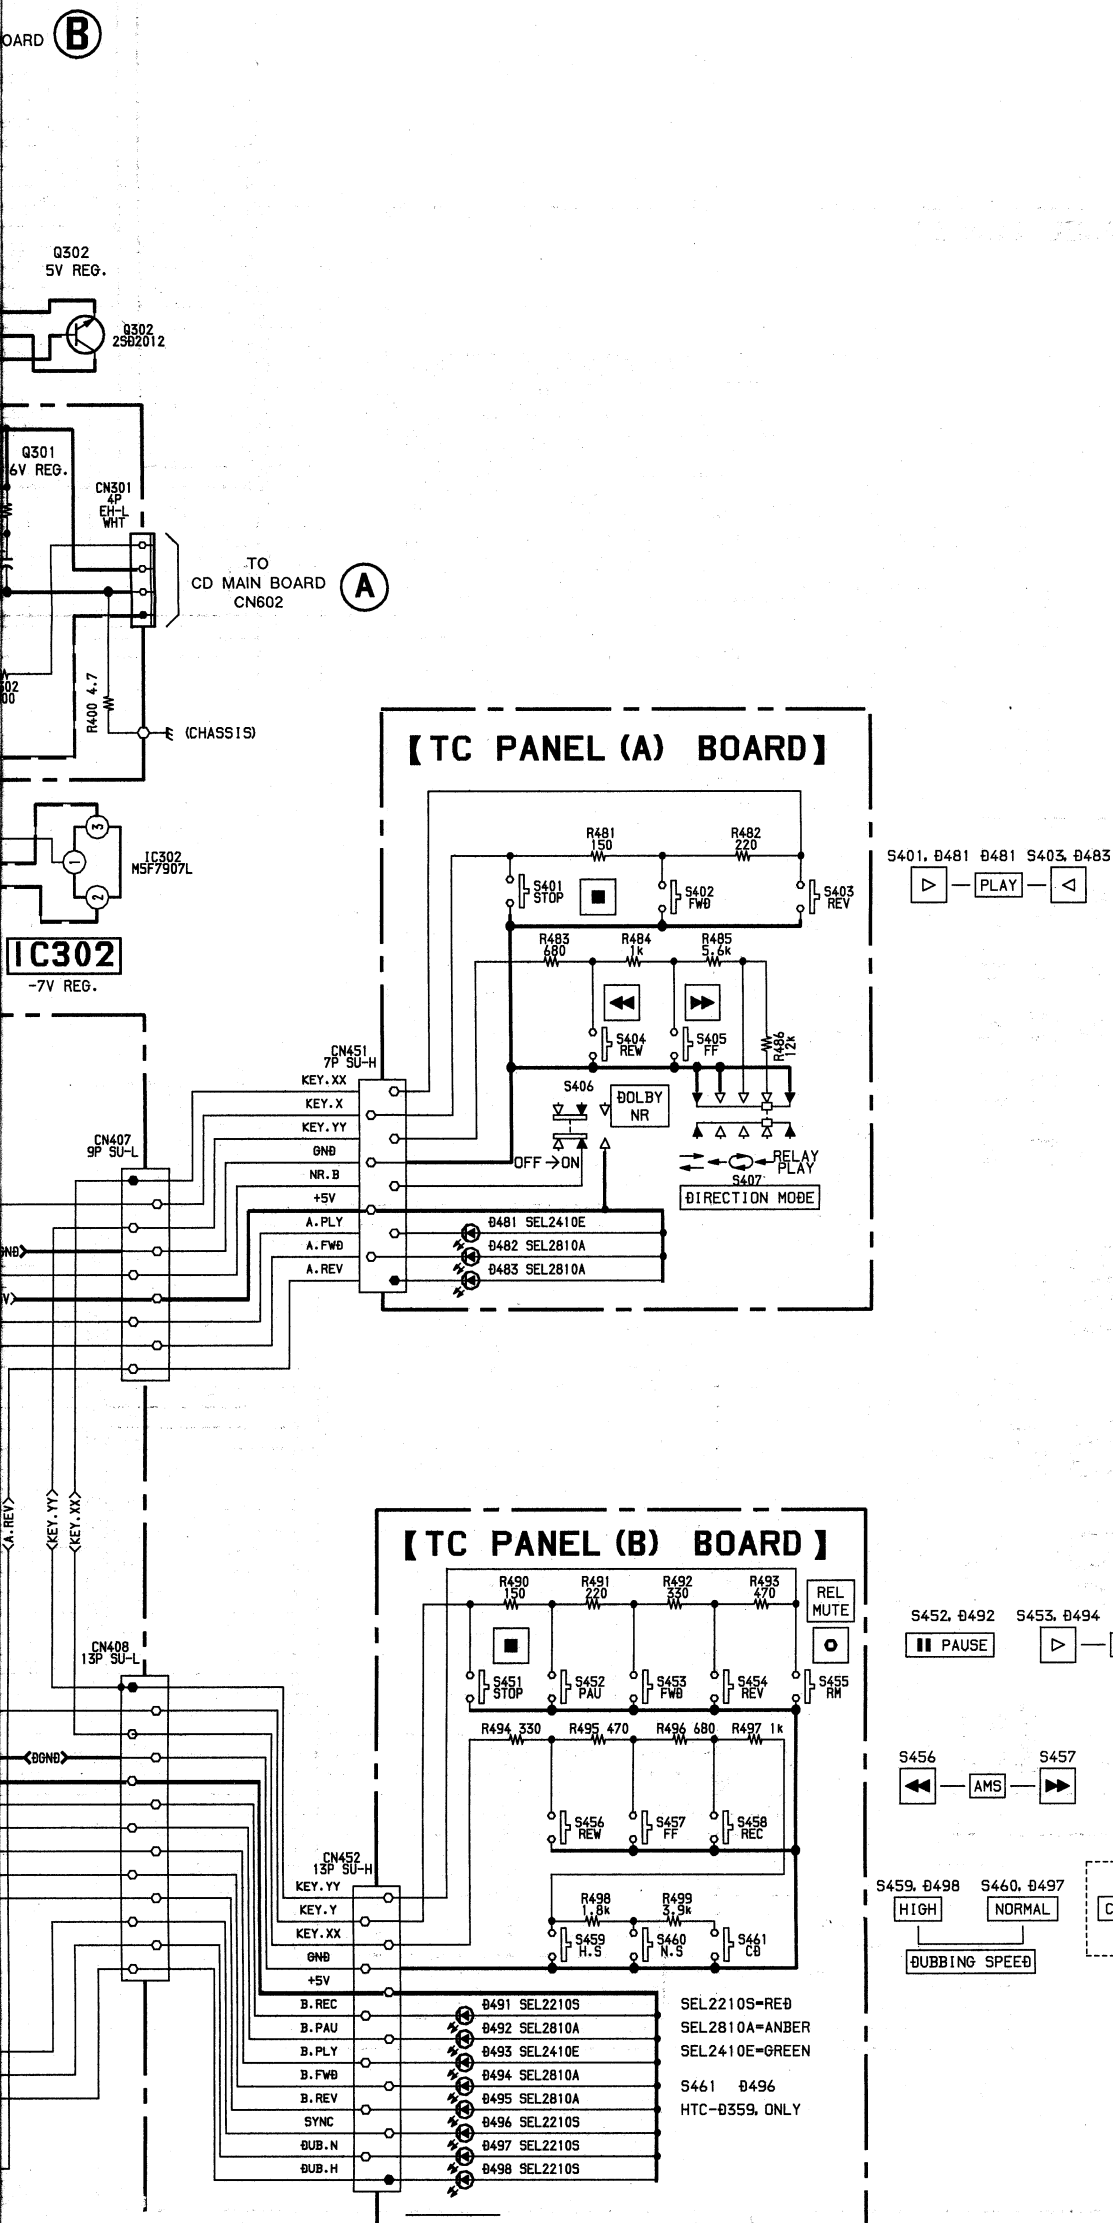 OARD B
Q302
5V REG.
Q302
2SD2012
Q301
6V REG.
CN301
4P
EH-L
WHT
TO
CD MAIN BOARD
CN602
A
R400 4.7
(CHASSIS)
3
1
2
IC302
M5F7907L
IC302
-7V REG.
【TC PANEL (A) BOARD】
R481
150
R482
220
S401
STOP
S402
FWD
S403
REV
S401, D481 D481 S403, D483
PLAY
R483
680
R484
1k
R485
5.6k
S404
REW
S405
FF
R486
12k
CN451
7P SU-H
KEY.XX
KEY.X
KEY.YY
GND
NR.B
+5V
A.PLY
A.FWD
A.REV
S406
DOLBY
NR
OFF→ON
RELAY
PLAY
S407
DIRECTION MODE
D481 SEL2410E
D482 SEL2810A
D483 SEL2810A
CN407
9P SU-L
<A.REV>
<KEY.YY>
<KEY.XX>
【TC PANEL (B) BOARD】
R490
150
R491
220
R492
330
R493
470
REL
MUTE
S451
STOP
S452
PAU
S453
FWD
S454
REV
S455
RM
S452, D492 S453, D494
PAUSE
CN408
13P SU-L
<DGND>
R494 330 R495 470 R496 680 R497 1k
S456
REW
S457
FF
S458
REC
S456 S457
AMS
CN452
13P SU-H
KEY.YY
KEY.Y
KEY.XX
GND
+5V
B.REC
B.PAU
B.PLY
B.FWD
B.REV
SYNC
DUB.N
DUB.H
R498
1.8k
R499
3.9k
S459
H.S
S460
N.S
S461
CD
S459, D498 S460, D497
HIGH NORMAL
DUBBING SPEED
D491 SEL2210S
D492 SEL2810A
D493 SEL2410E
D494 SEL2810A
D495 SEL2810A
D496 SEL2210S
D497 SEL2210S
D498 SEL2210S
SEL2210S=RED
SEL2810A=ANBER
SEL2410E=GREEN
S461 D496
HTC-D359, ONLY